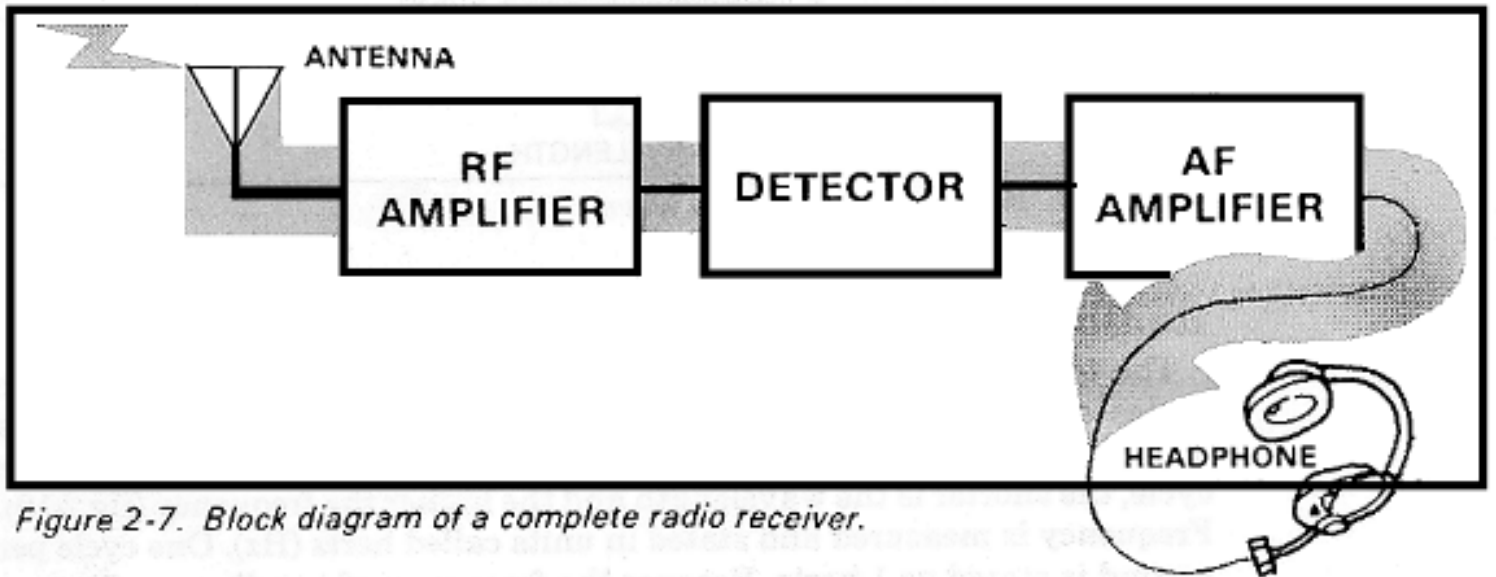 ANTENNA
RF
AMPLIFIER
DETECTOR
AF
AMPLIFIER
HEADPHONE
Figure 2-7. Block diagram of a complete radio receiver.